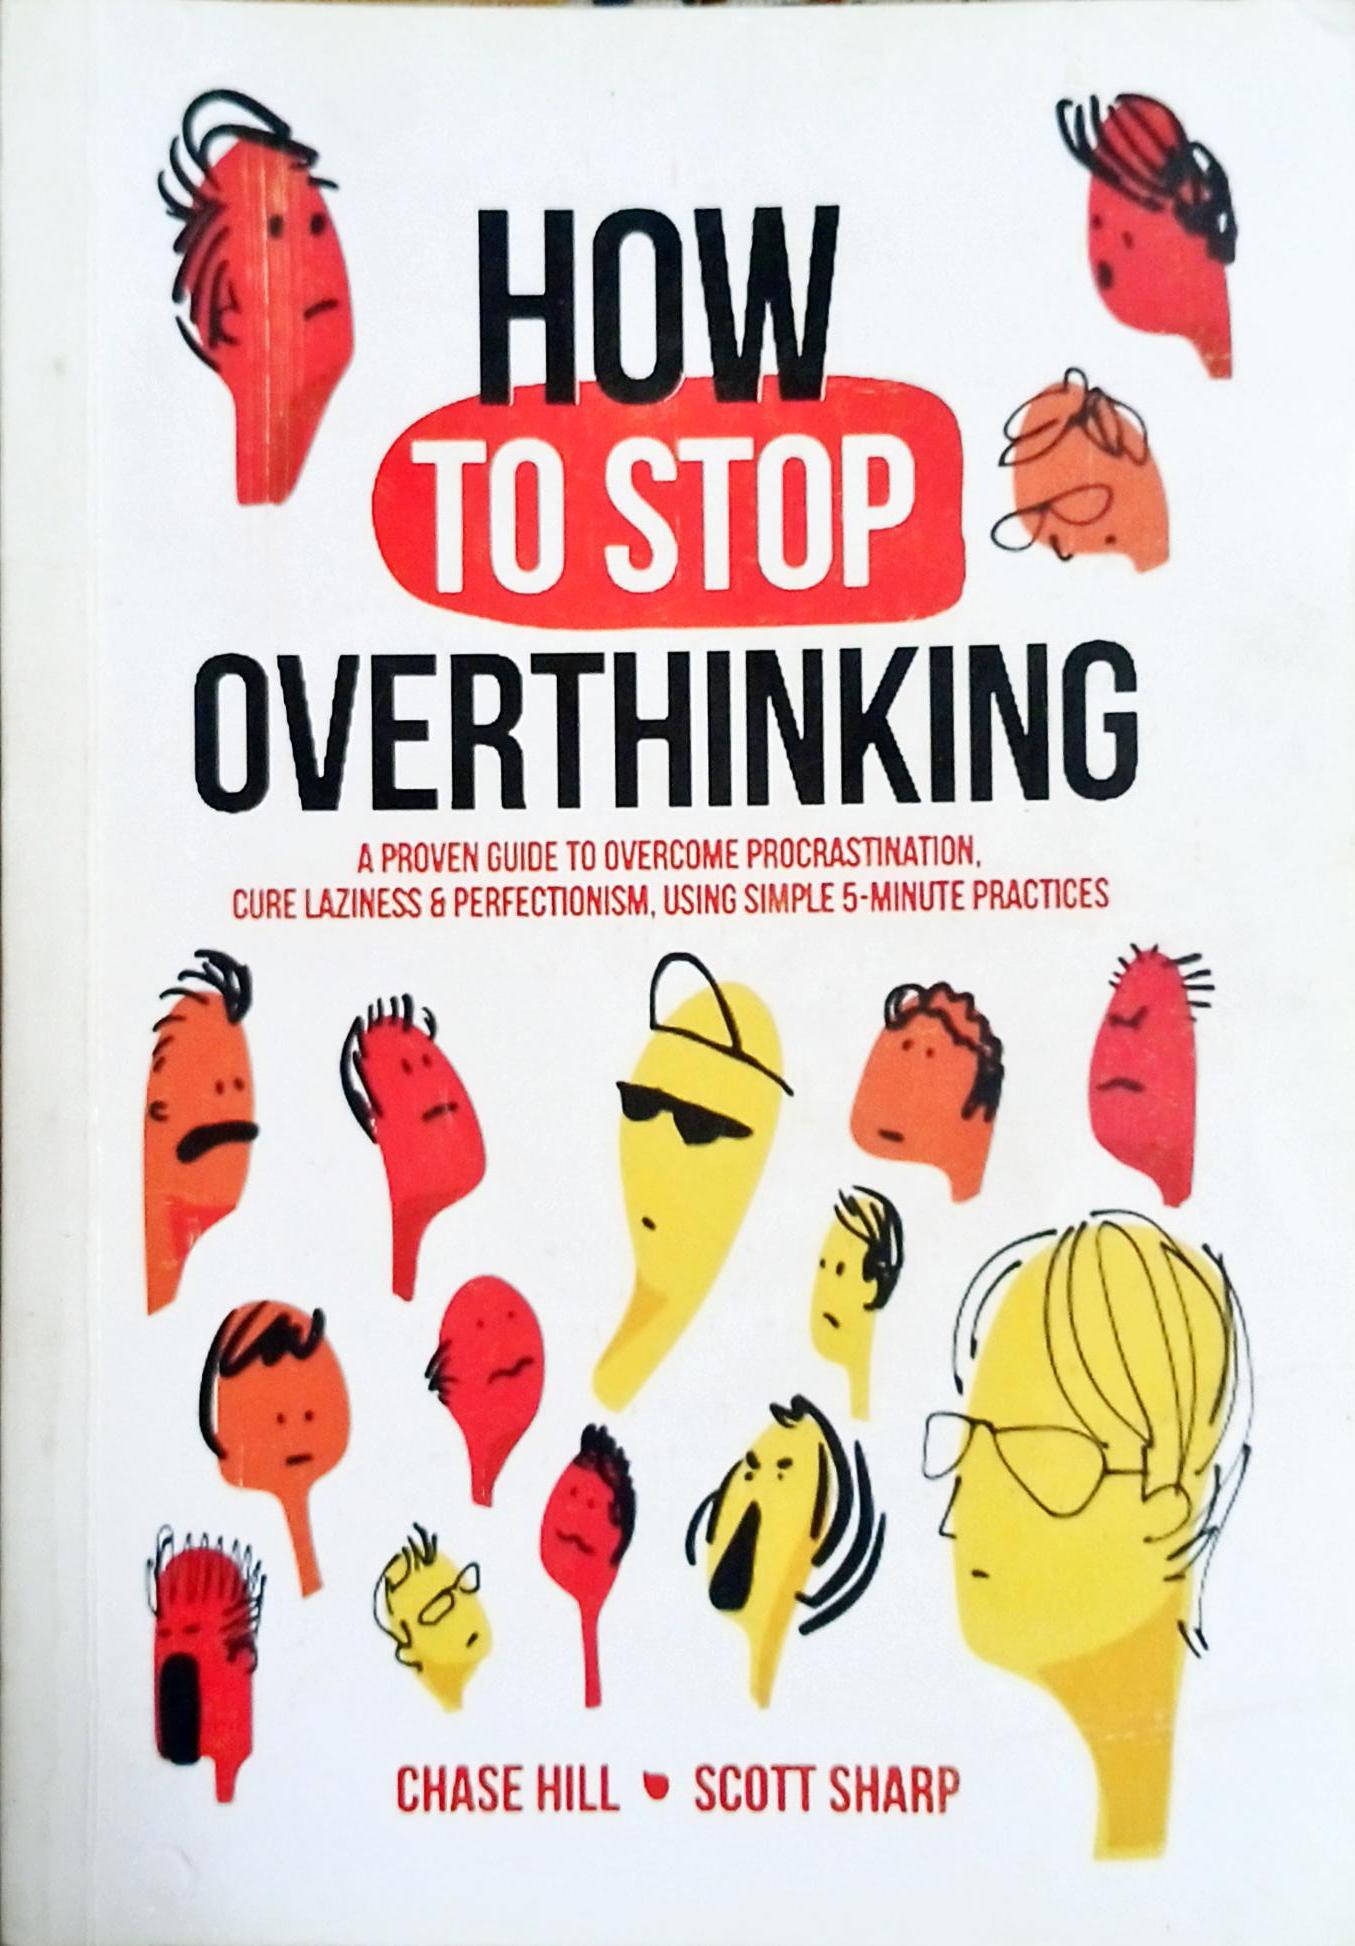 HOW
TO STOP
OVERTHINKING
A PROVEN GUIDE TO OVERCOME PROCRASTINATION,
CURE LAZINESS & PERFECTIONISM, USING SIMPLE 5-MINUTE PRACTICES
CHASE HILL • SCOTT SHARP